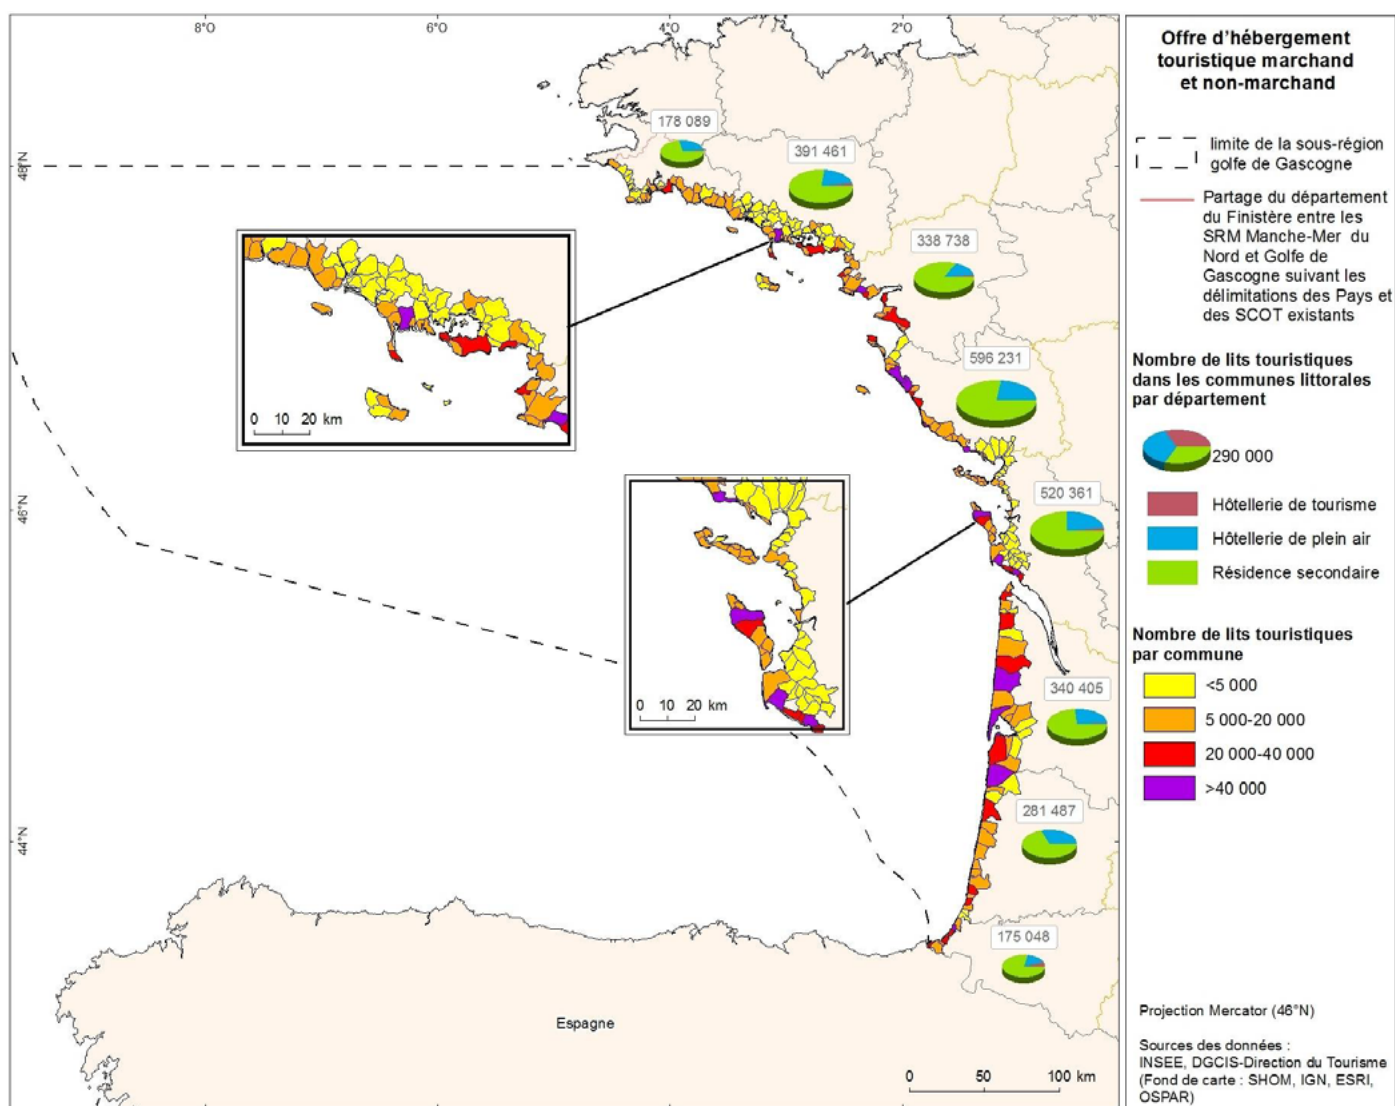 8°O
6°O
4°O
2°O
48°N
46°N
44°N
178 089
391 461
338 738
596 231
520 361
340 405
281 487
175 048
0 10 20 km
0 10 20 km
Espagne
0 50 100 km
Offre d'hébergement
touristique marchand
et non-marchand
limite de la sous-région
golfe de Gascogne
Partage du département
du Finistère entre les
SRM Manche-Mer du
Nord et Golfe de
Gascogne suivant les
délimitations des Pays et
des SCOT existants
Nombre de lits touristiques
dans les communes littorales
par département
290 000
Hôtellerie de tourisme
Hôtellerie de plein air
Résidence secondaire
Nombre de lits touristiques
par commune
<5 000
5 000-20 000
20 000-40 000
>40 000
Projection Mercator (46°N)
Sources des données :
INSEE, DGCIS-Direction du Tourisme
(Fond de carte : SHOM, IGN, ESRI,
OSPAR)